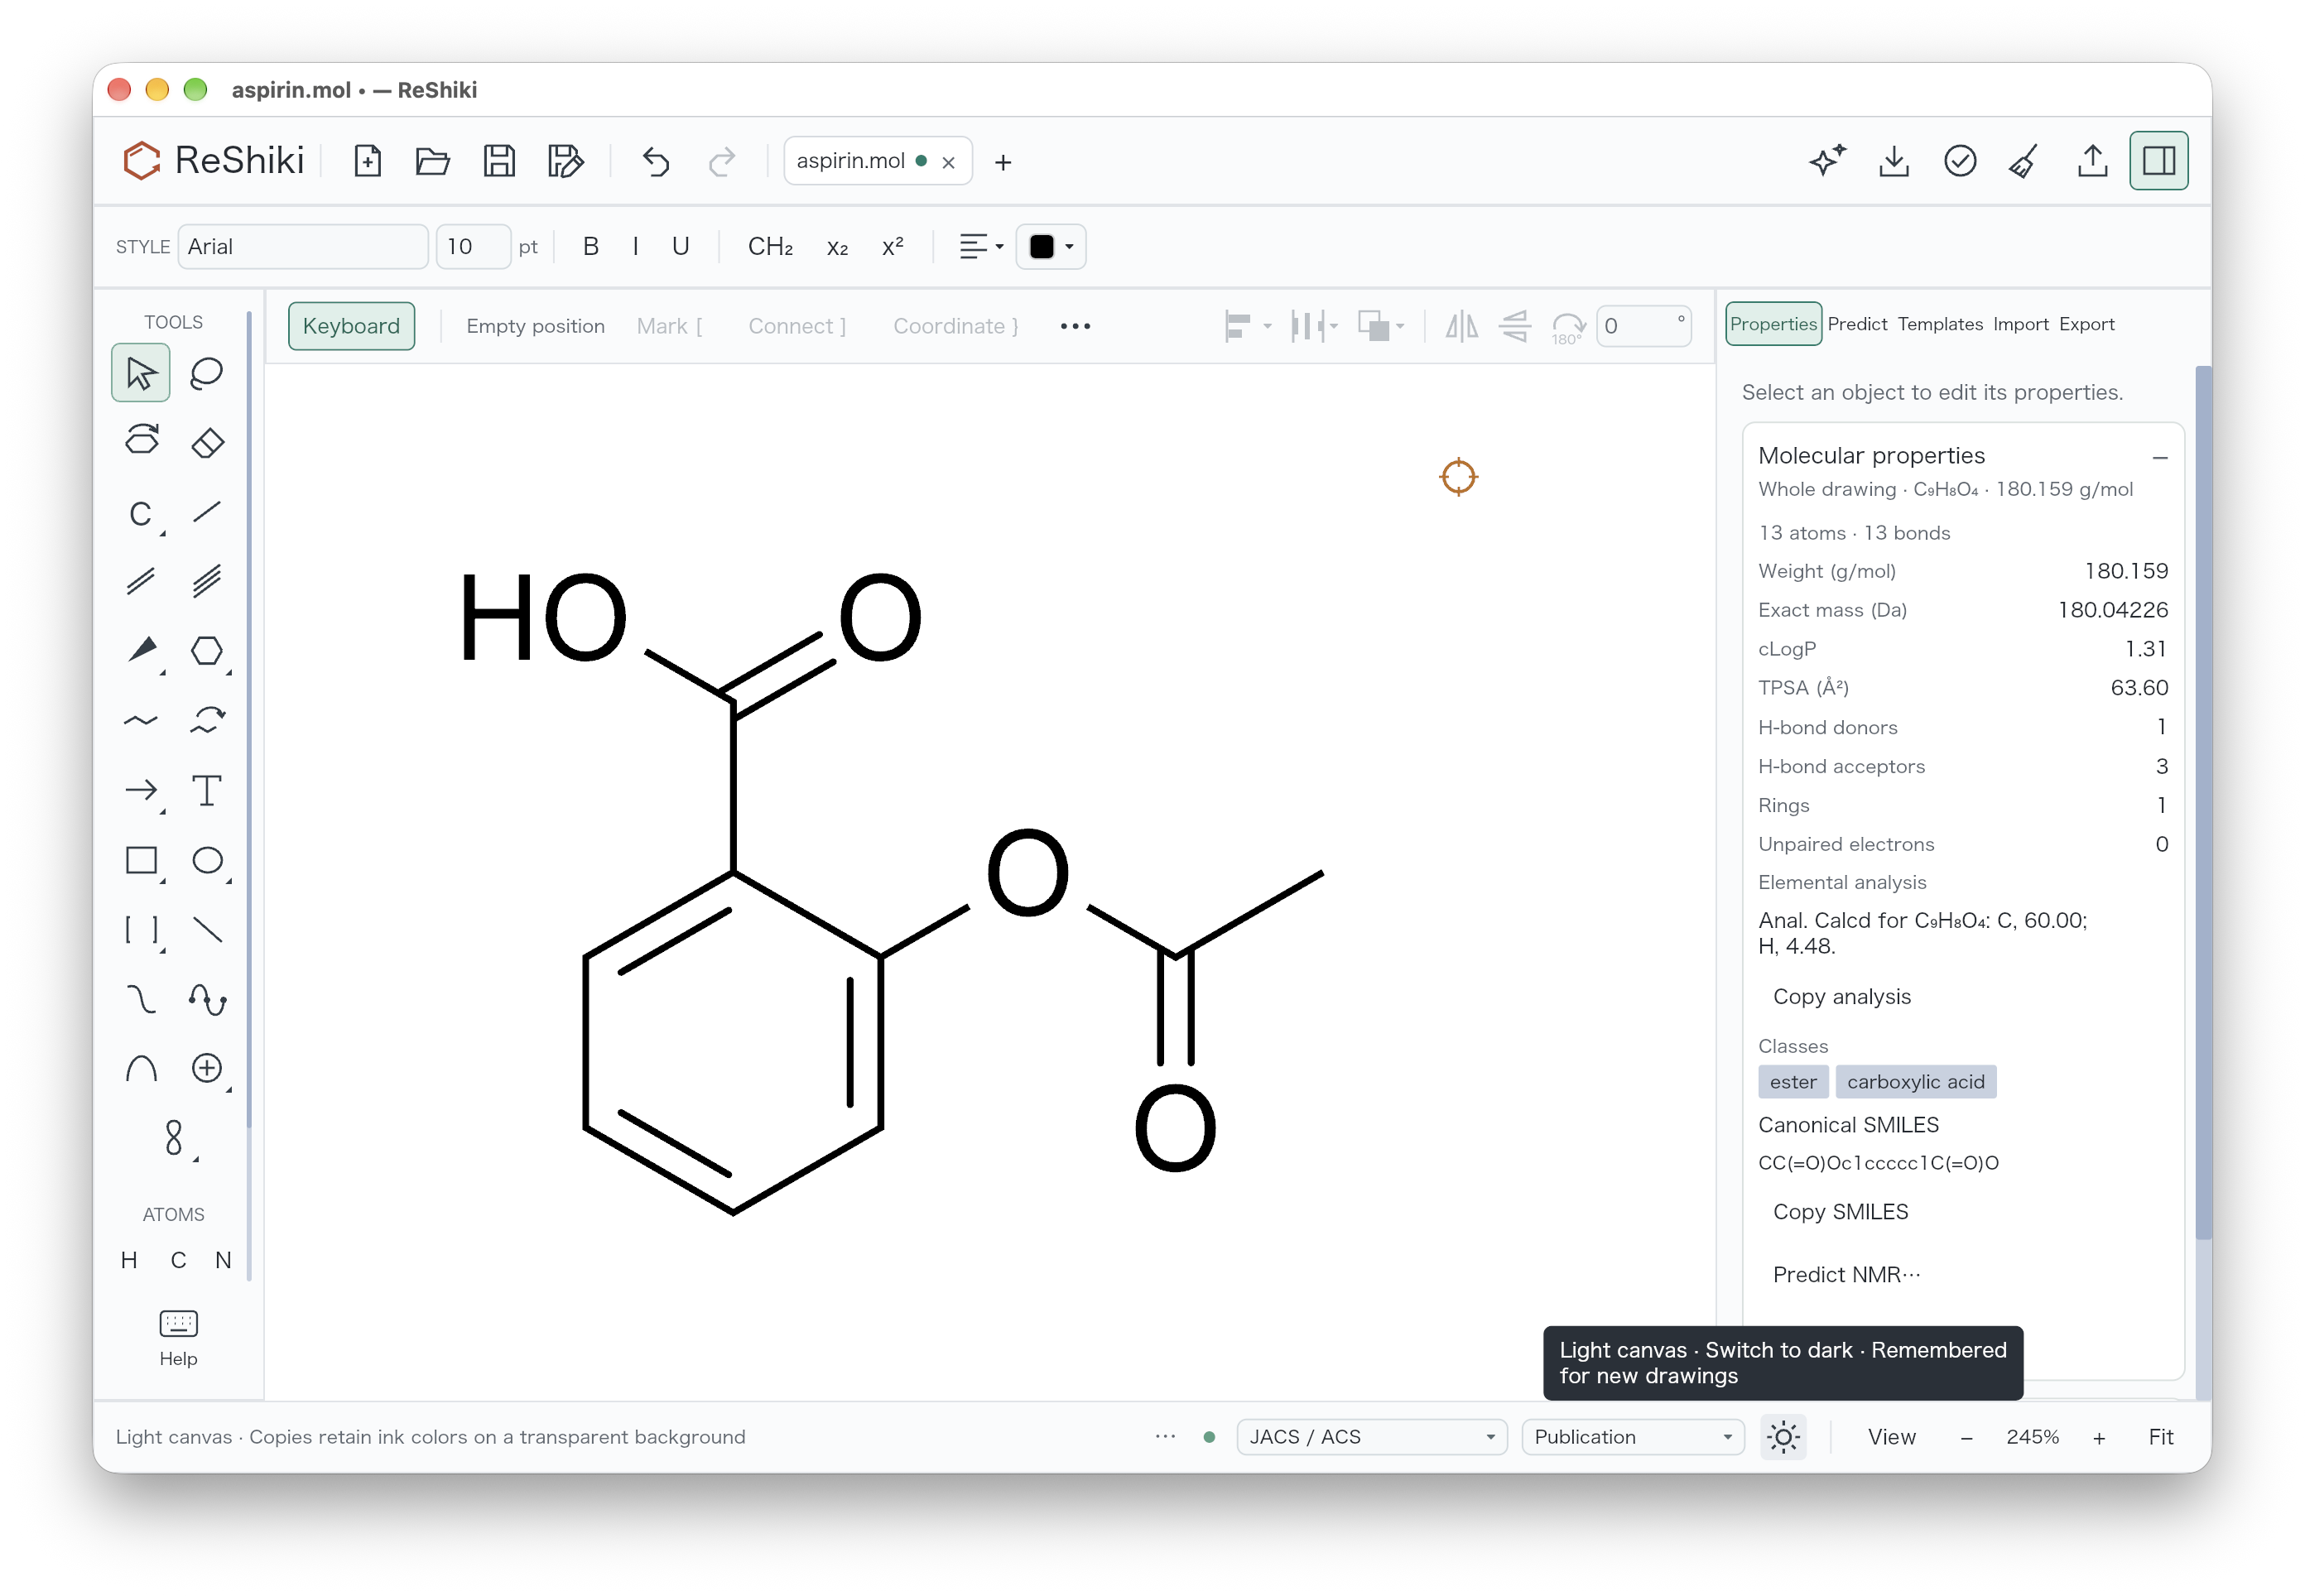 aspirin.mol • — ReShiki
ReShiki
aspirin.mol ● × +
STYLE Arial 10 pt B I U CH₂ x₂ x²
TOOLS
Keyboard Empty position Mark [ Connect ] Coordinate } ••• 180° 0 °
Properties Predict Templates Import Export
Select an object to edit its properties.
Molecular properties –
Whole drawing · C₉H₈O₄ · 180.159 g/mol
13 atoms · 13 bonds
Weight (g/mol) 180.159
Exact mass (Da) 180.04226
cLogP 1.31
TPSA (Å²) 63.60
H-bond donors 1
H-bond acceptors 3
Rings 1
Unpaired electrons 0
Elemental analysis
Anal. Calcd for C₉H₈O₄: C, 60.00;
H, 4.48.
Copy analysis
Classes
ester carboxylic acid
Canonical SMILES
CC(=O)Oc1ccccc1C(=O)O
Copy SMILES
Predict NMR···
C
T
[ ]
ATOMS
H C N
Help
HO O
O
O
Light canvas · Switch to dark · Remembered
for new drawings
Light canvas · Copies retain ink colors on a transparent background
··· JACS / ACS Publication View − 245% + Fit